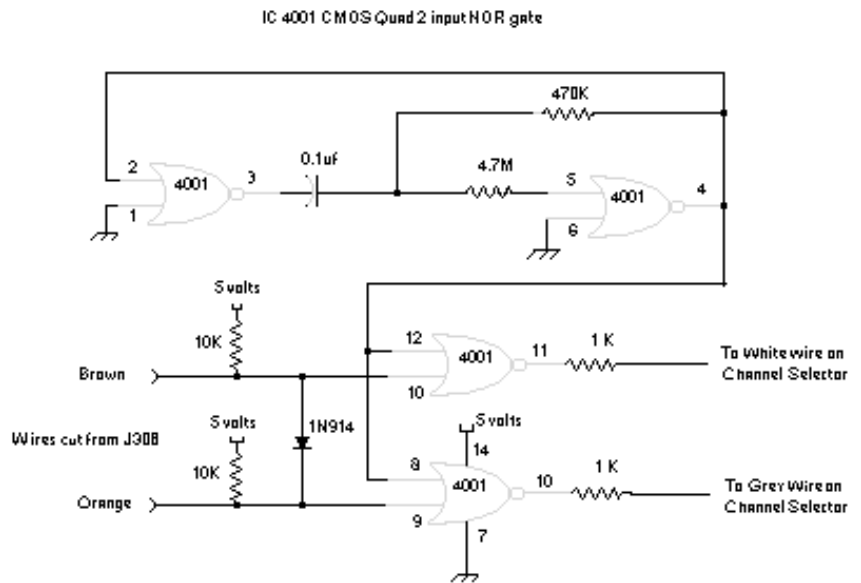 IC 4001 CMOS Quad 2 input NOR gate
470K
0.1uf
4.7M
2
4001
3
1
5
4001
4
6
5 volts
10K
12
4001
11
1 K
To White wire on
Channel Selector
Brown
10
5 volts
1N914
5 volts
Wires cut from J308
14
10K
8
4001
10
1 K
To Grey Wire on
Channel Selector
Orange
9
7